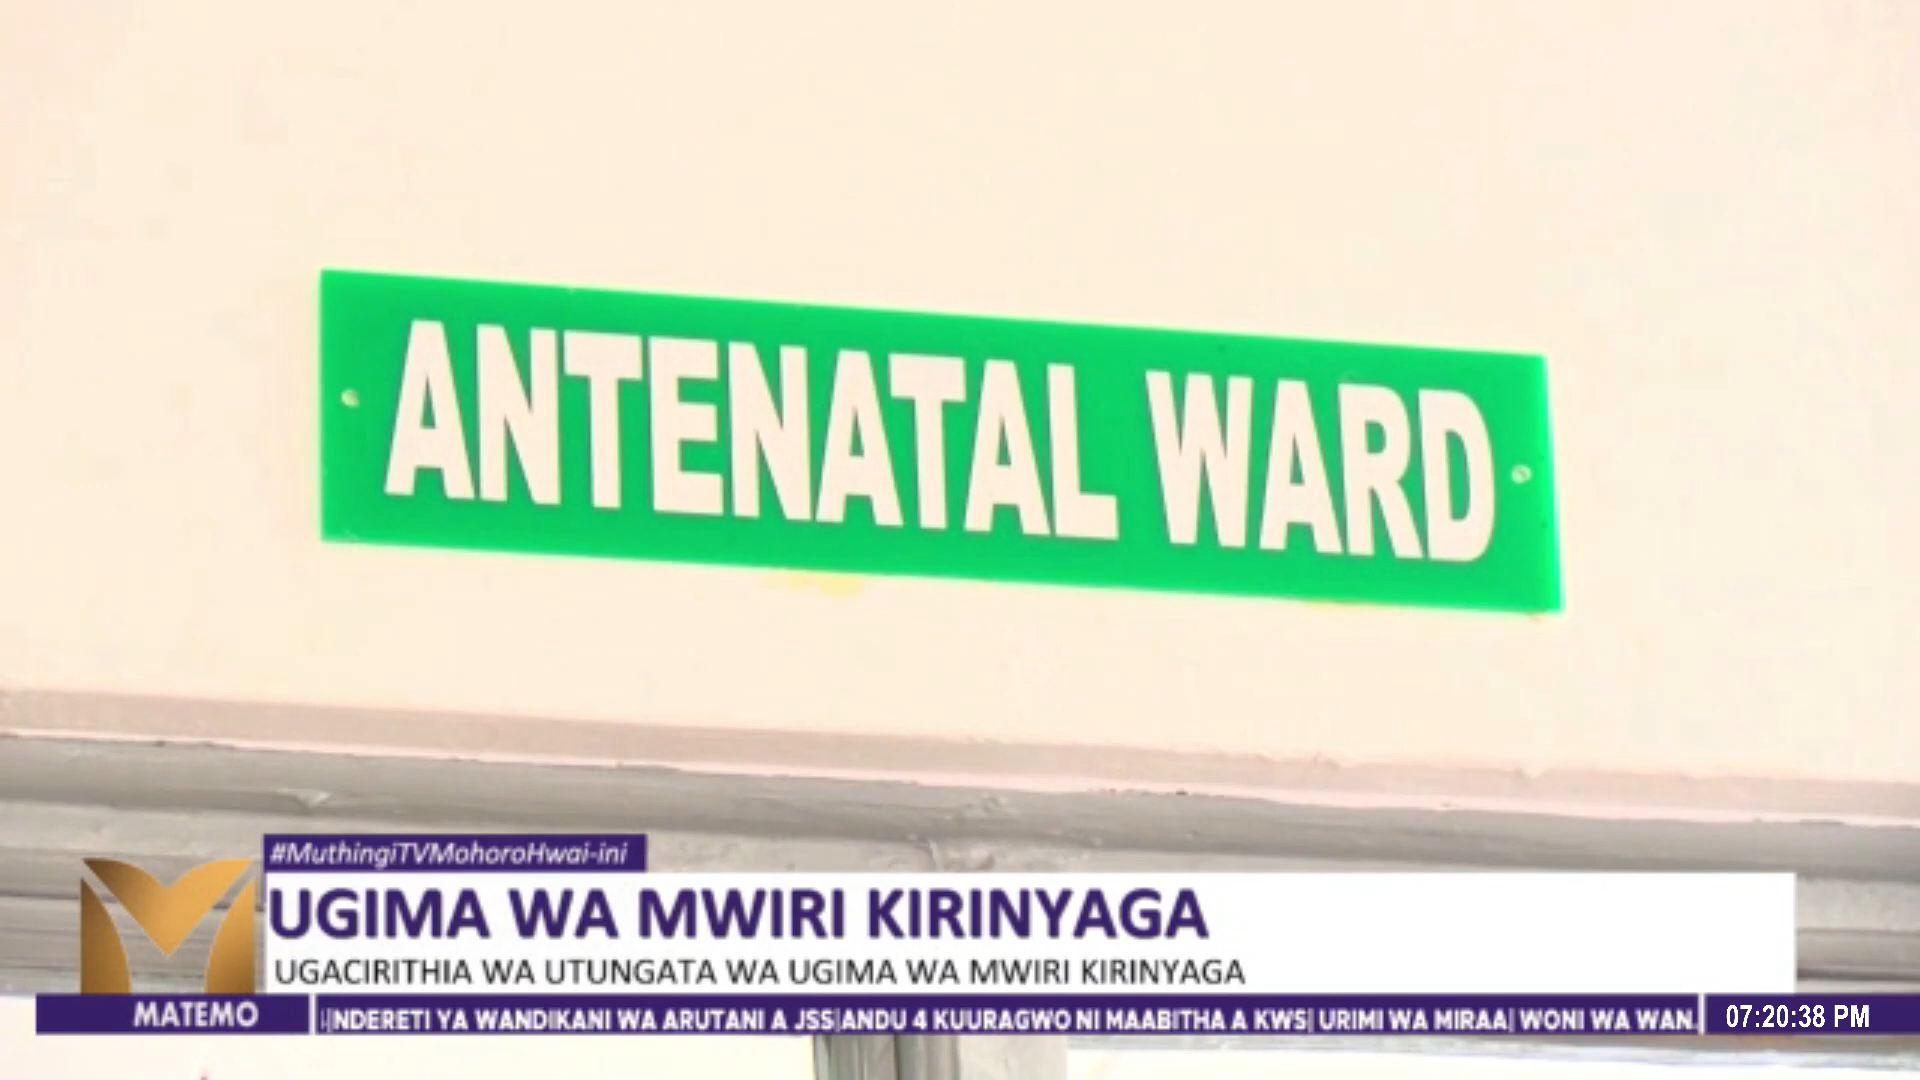 ANTENATAL WARD
#MuthingiTVMohoroHwai-ini
UGIMA WA MWIRI KIRINYAGA
UGACIRITHIA WA UTUNGATA WA UGIMA WA MWIRI KIRINYAGA
MATEMO
NDERETI YA WANDIKANI WA ARUTANI A JSS| ANDU 4 KUURAGWO NI MAABITHA A KWS| URIMI WA MIRAA| WONI WA
07:20:38 PM